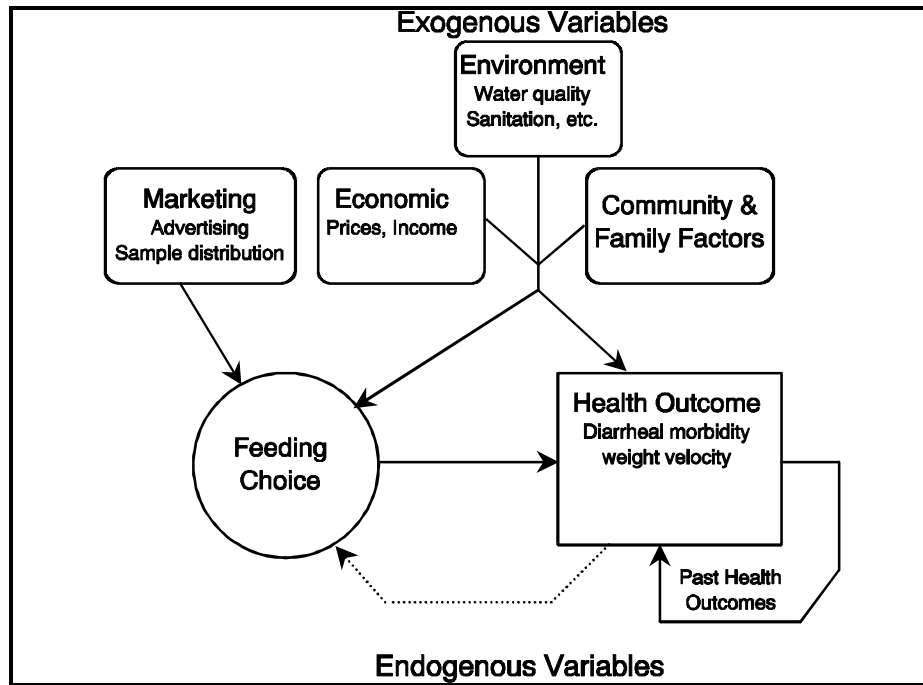 Exogenous Variables
Environment
Water quality
Sanitation, etc.
Marketing
Advertising
Sample distribution
Economic
Prices, Income
Community &
Family Factors
Feeding
Choice
Health Outcome
Diarrheal morbidity
weight velocity
Past Health
Outcomes
Endogenous Variables